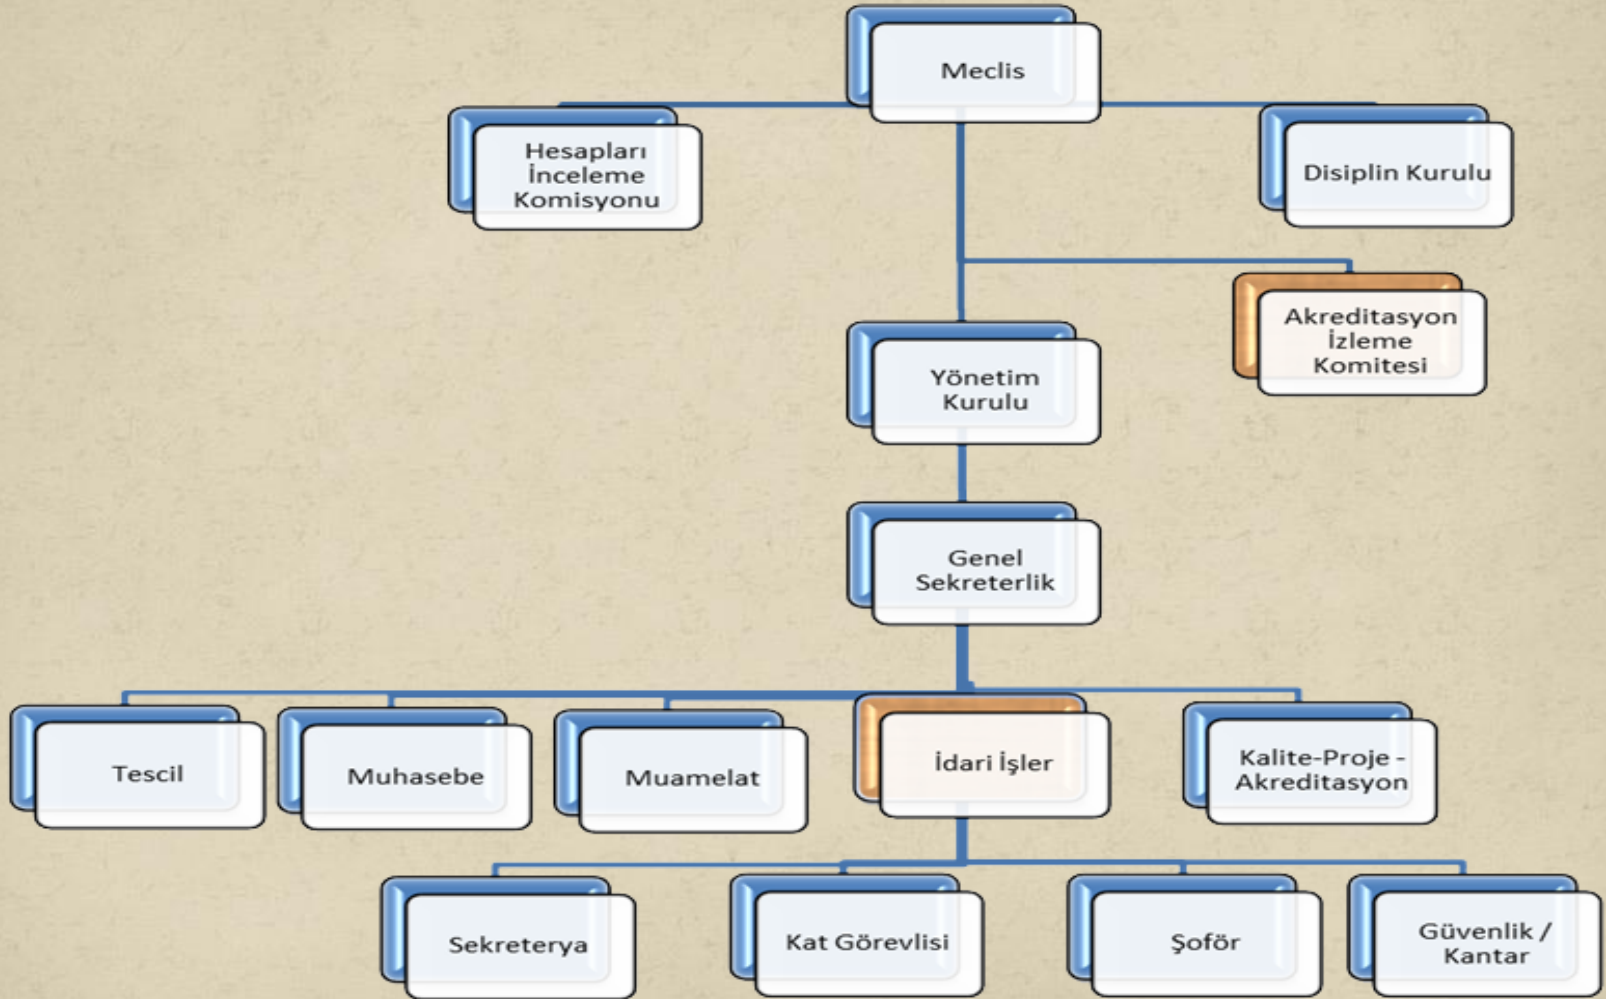 Meclis
Hesapları
İnceleme
Komisyonu
Disiplin Kurulu
Akreditasyon
İzleme
Komitesi
Yönetim
Kurulu
Genel
Sekreterlik
Tescil
Muhasebe
Muamelat
İdari İşler
Kalite-Proje -
Akreditasyon
Sekreterya
Kat Görevlisi
Şoför
Güvenlik /
Kantar